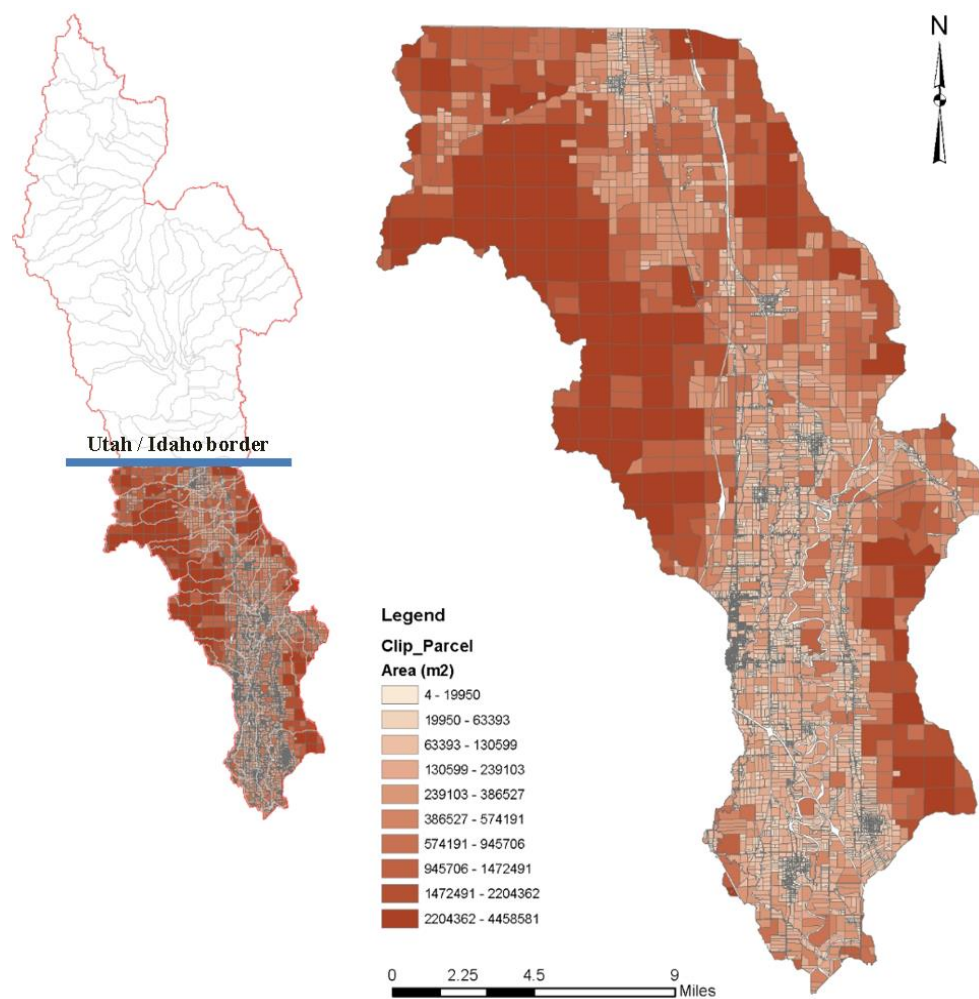 N
Utah / Idaho border
Legend
Clip_Parcel
Area (m2)
4 - 19950
19950 - 63393
63393 - 130599
130599 - 239103
239103 - 386527
386527 - 574191
574191 - 945706
945706 - 1472491
1472491 - 2204362
2204362 - 4458581
0 2.25 4.5 9
Miles